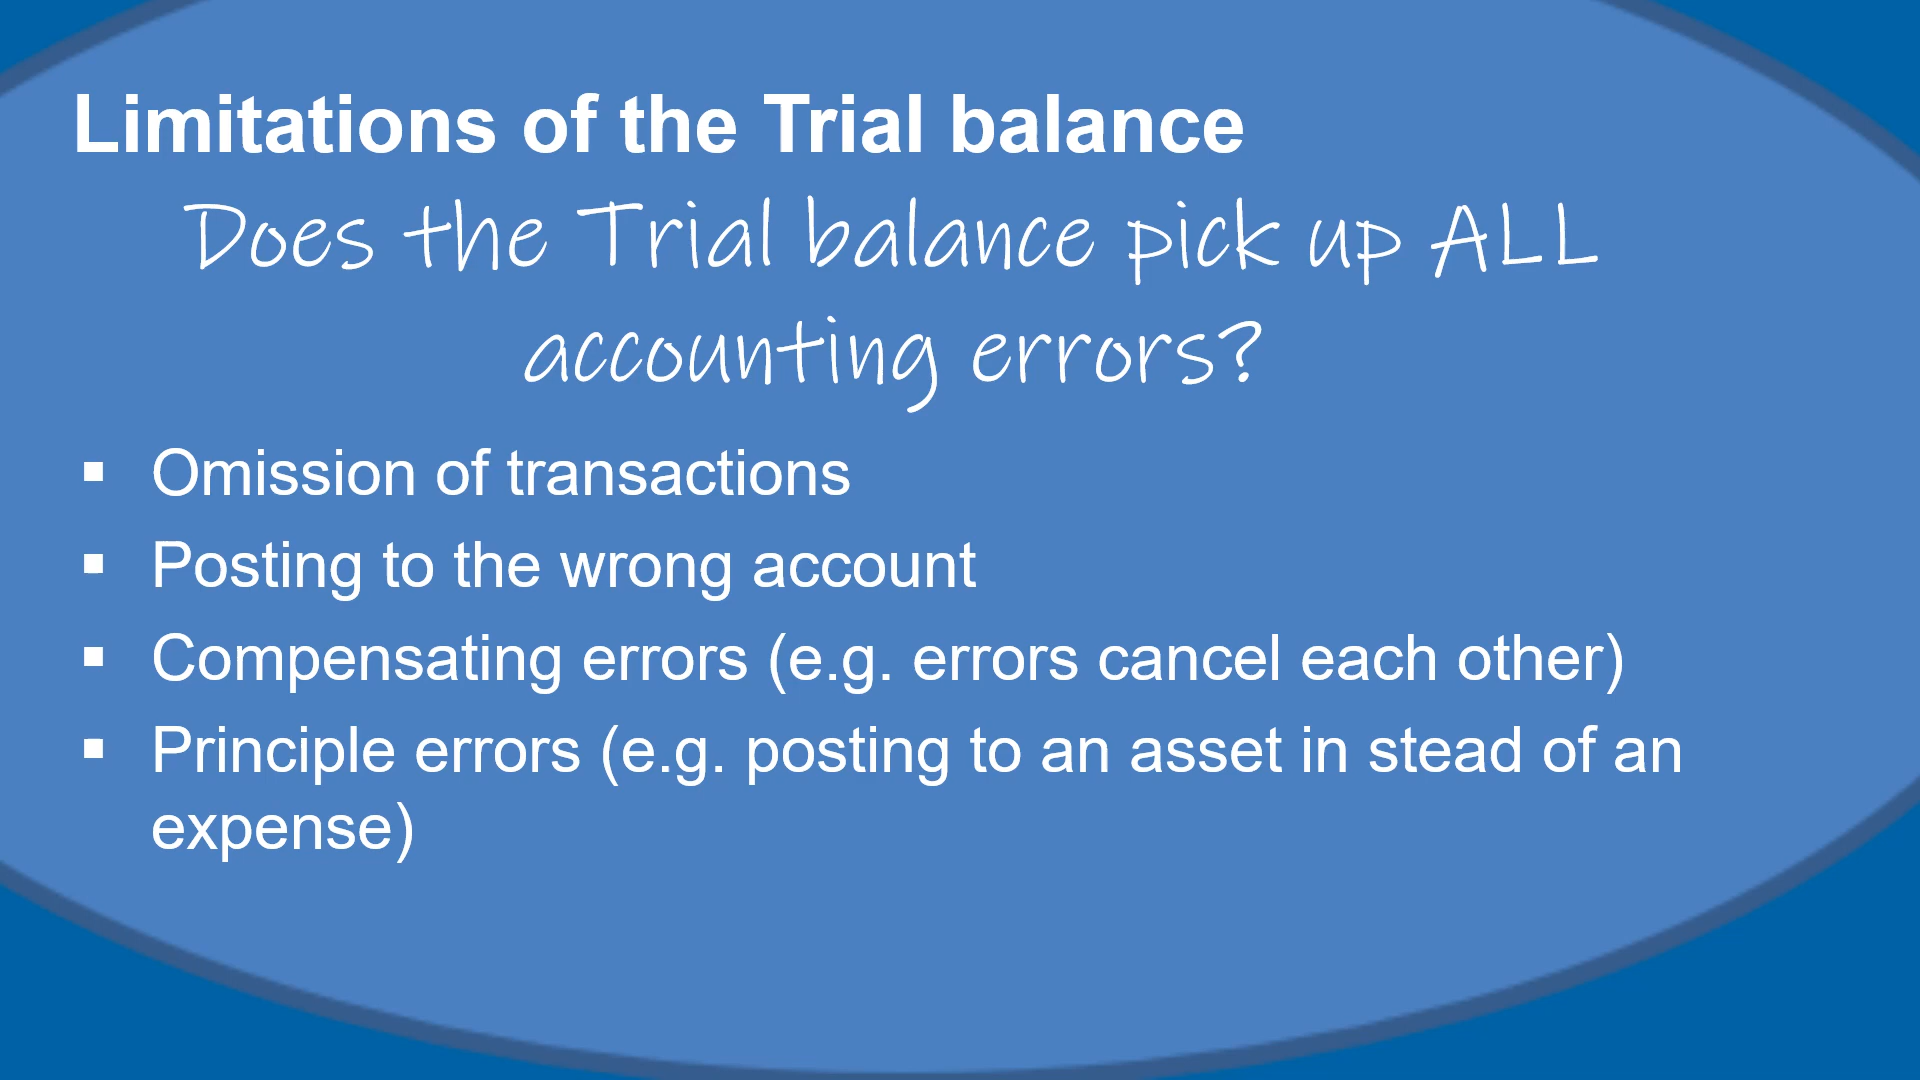 Limitations of the Trial balance
Does the Trial balance pick up ALL
accounting errors?
▪ Omission of transactions
▪ Posting to the wrong account
▪ Compensating errors (e.g. errors cancel each other)
▪ Principle errors (e.g. posting to an asset in stead of an
expense)